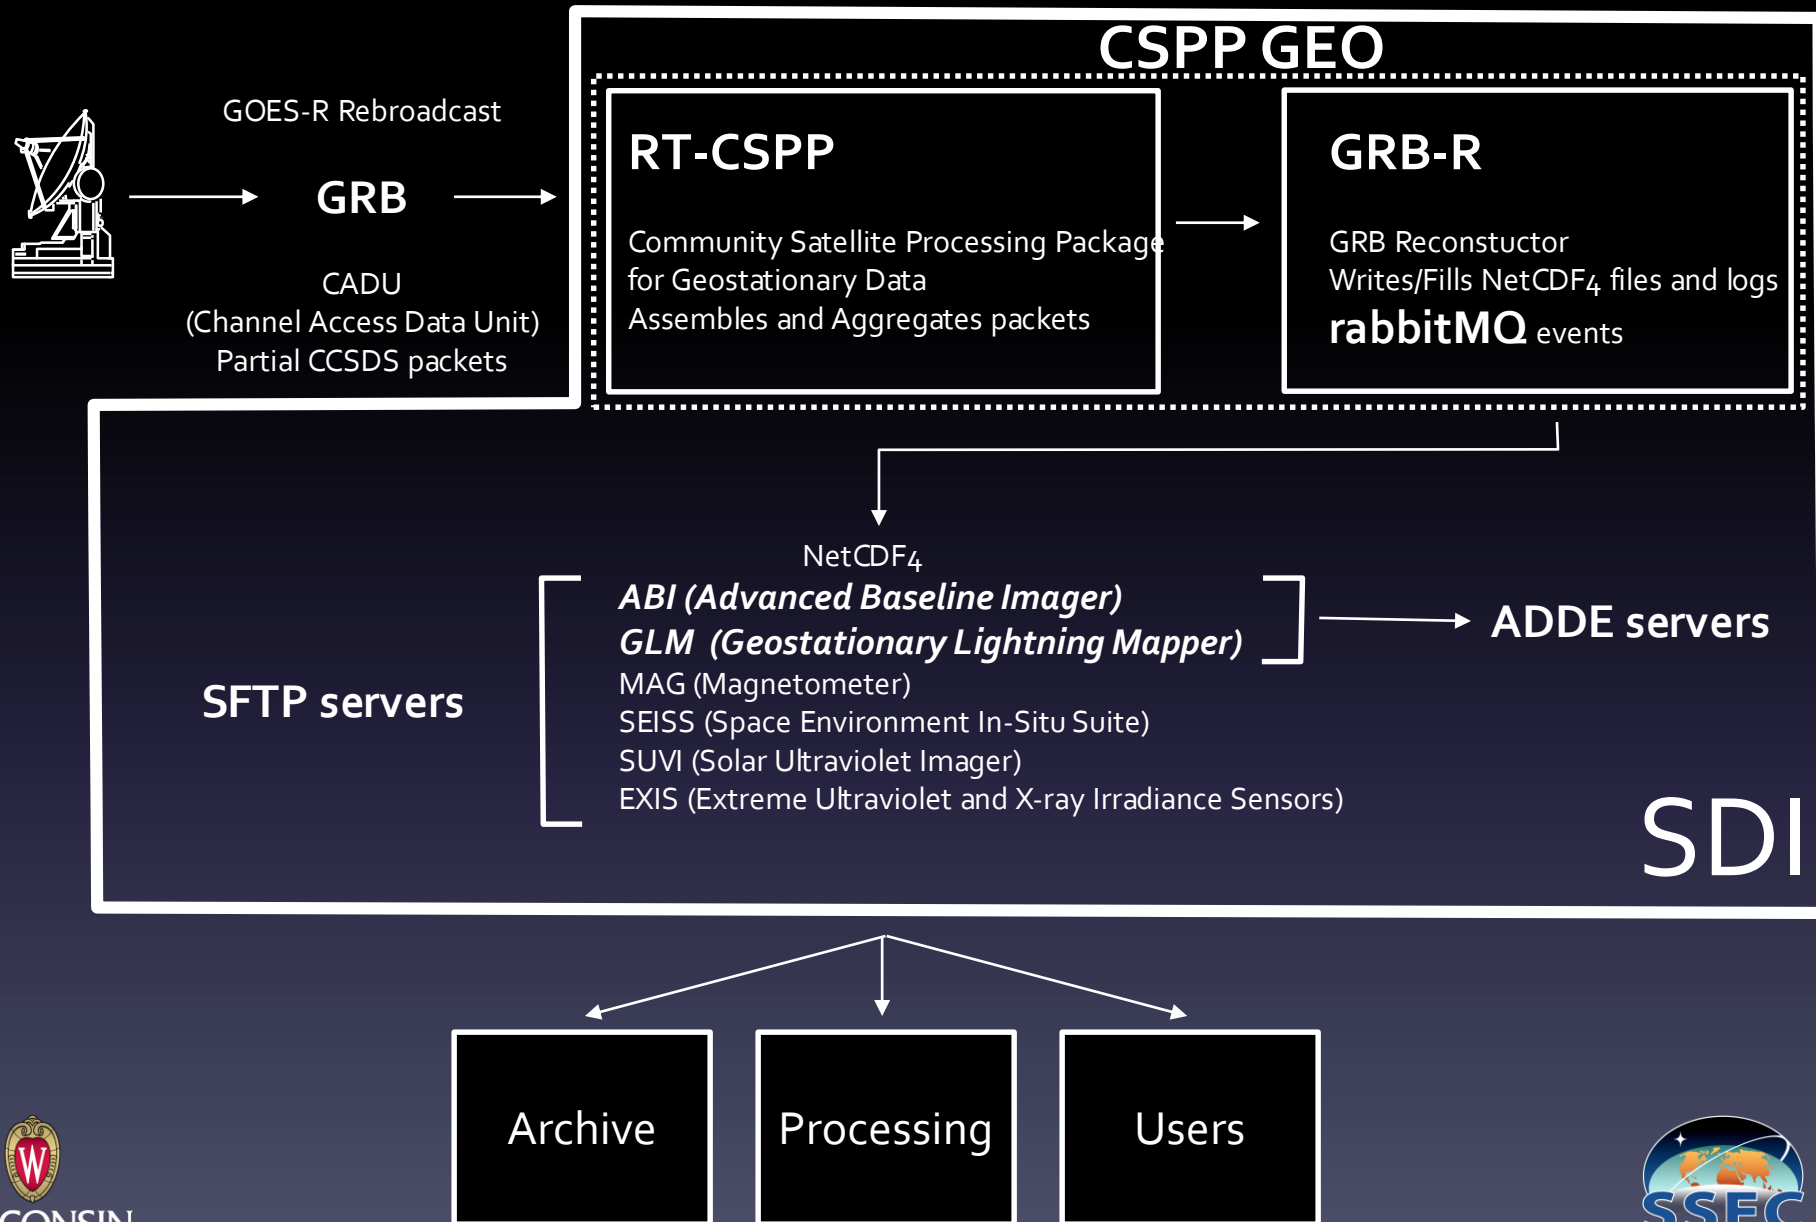 CSPP GEO
GOES-R Rebroadcast
GRB
CADU
(Channel Access Data Unit)
Partial CCSDS packets
RT-CSPP
Community Satellite Processing Package
for Geostationary Data
Assembles and Aggregates packets
GRB-R
GRB Reconstuctor
Writes/Fills NetCDF4 files and logs
rabbitMQ events
NetCDF4
ABI (Advanced Baseline Imager)
GLM (Geostationary Lightning Mapper)
MAG (Magnetometer)
SEISS (Space Environment In-Situ Suite)
SUVI (Solar Ultraviolet Imager)
EXIS (Extreme Ultraviolet and X-ray Irradiance Sensors)
SFTP servers
ADDE servers
SDI
Archive
Processing
Users
W
CONSIN
SSEC